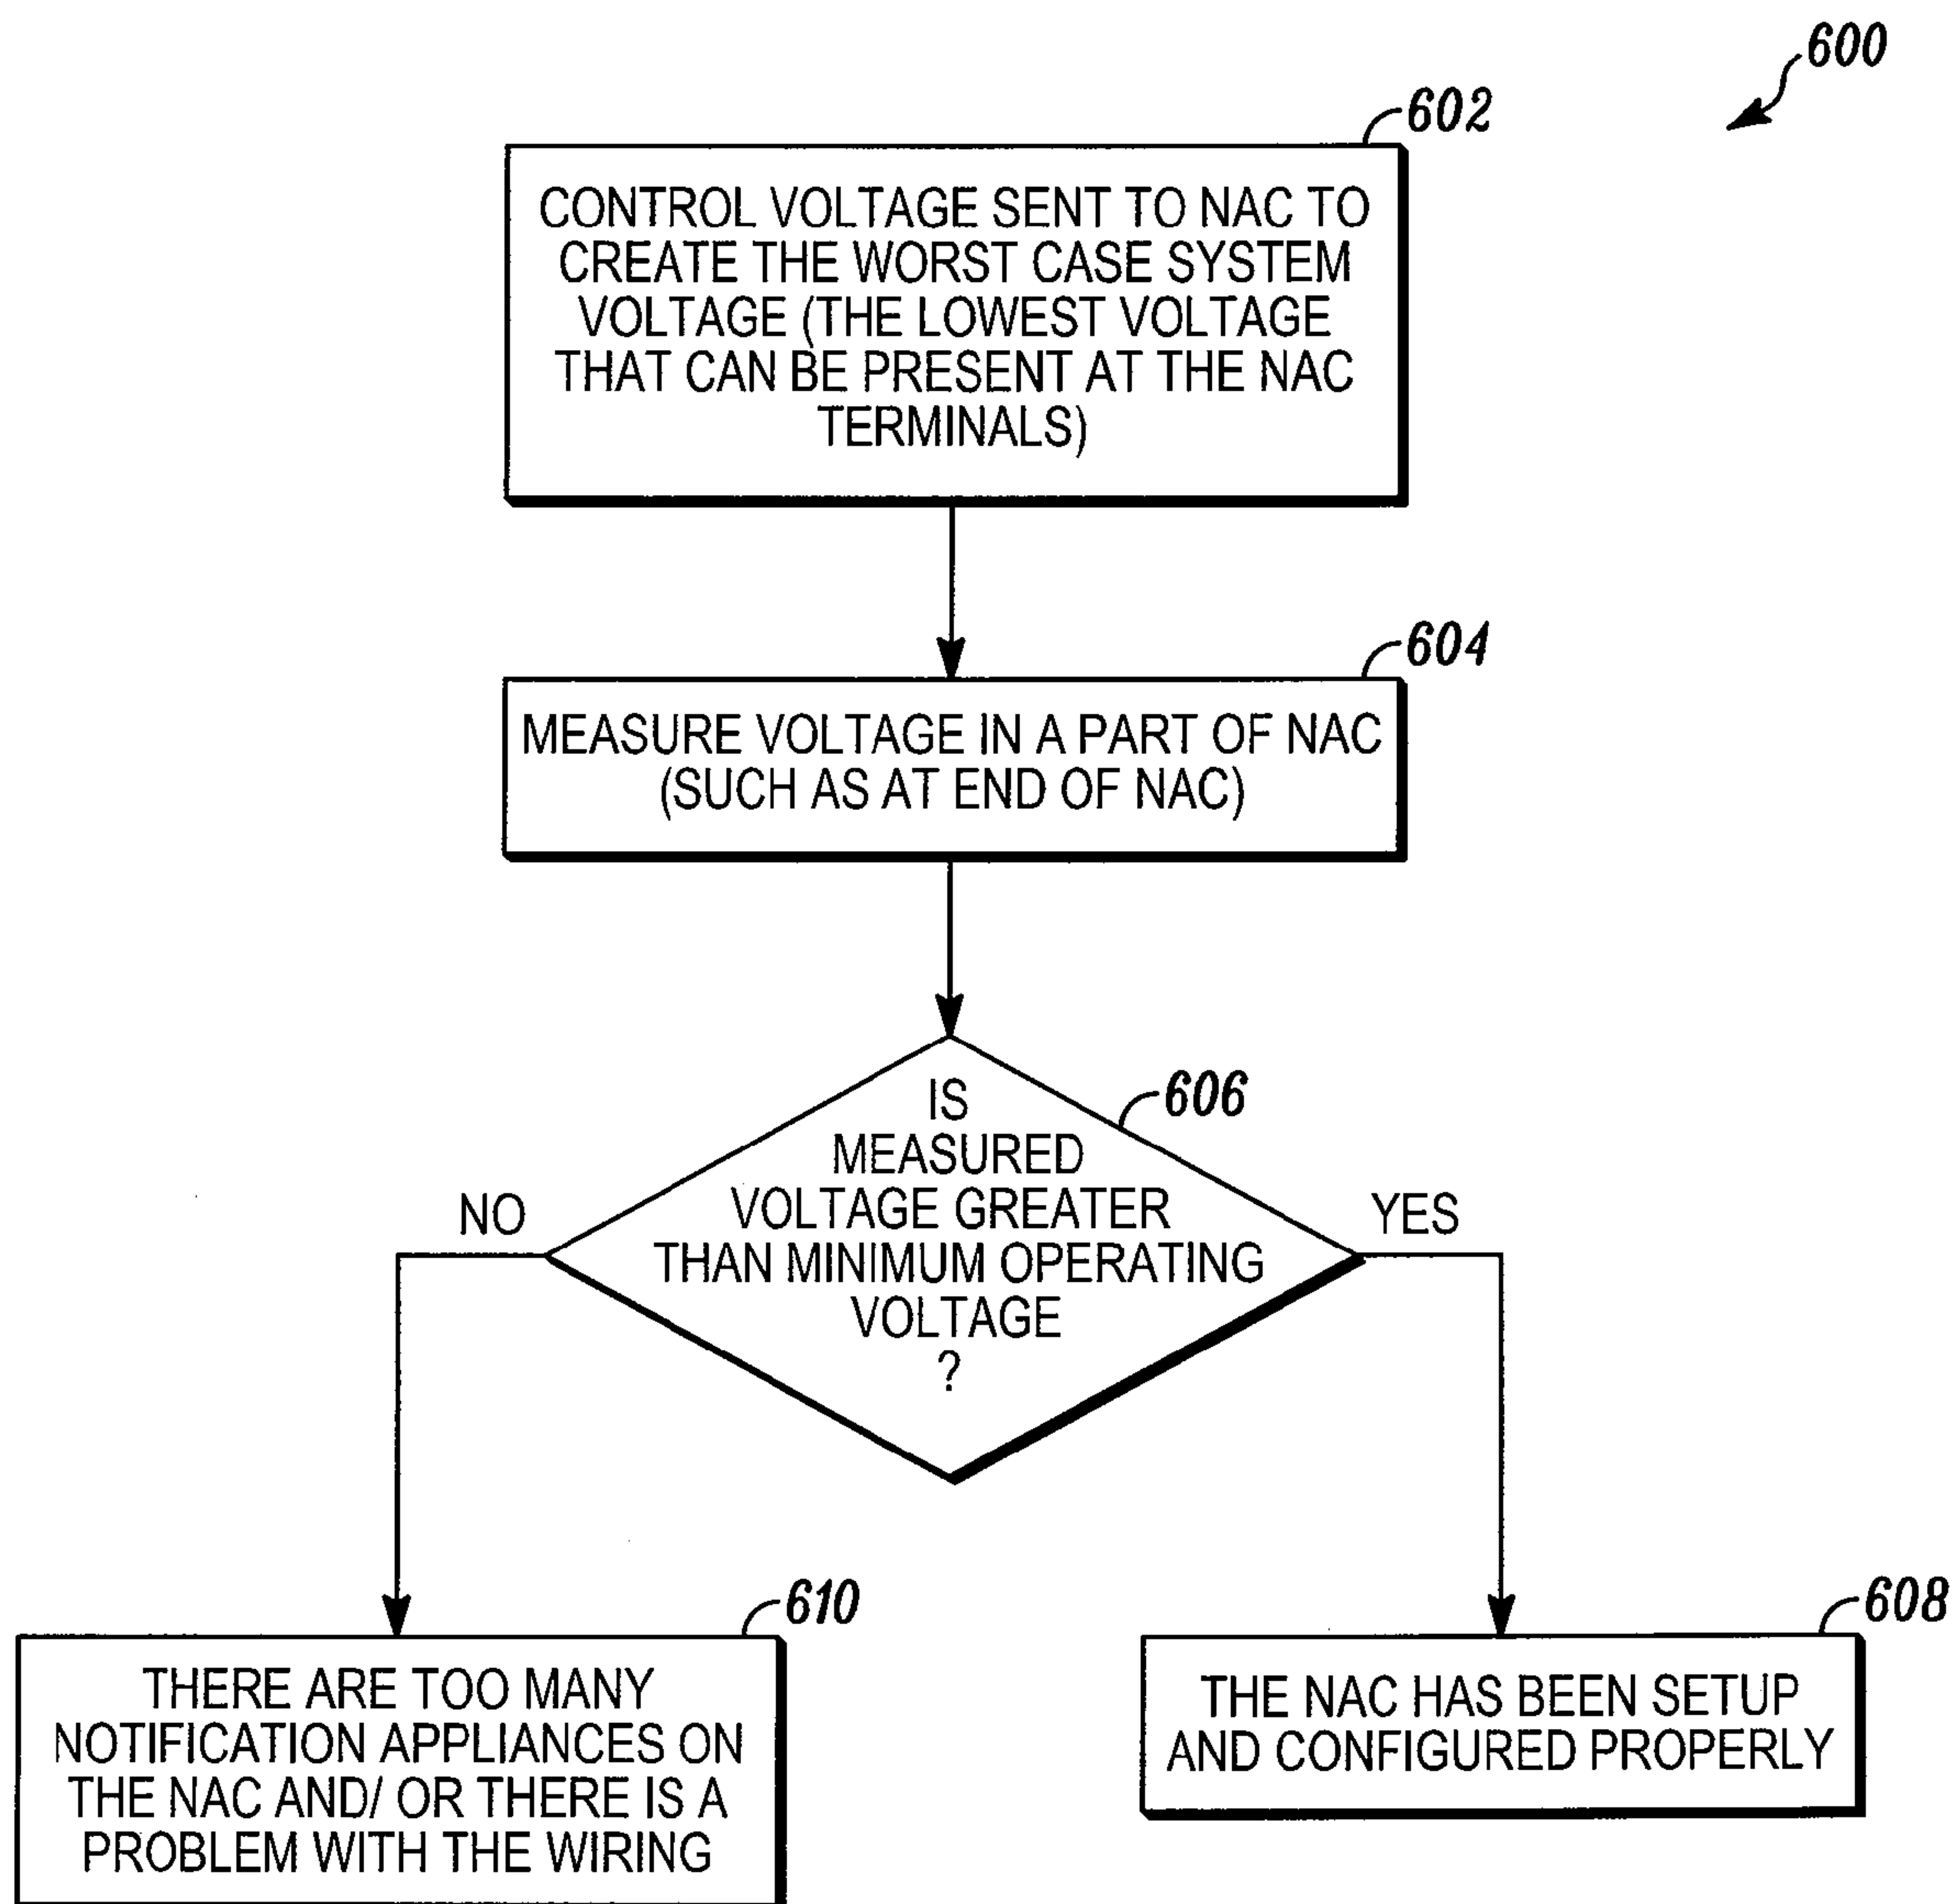 600
602
CONTROL VOLTAGE SENT TO NAC TO
CREATE THE WORST CASE SYSTEM
VOLTAGE (THE LOWEST VOLTAGE
THAT CAN BE PRESENT AT THE NAC
TERMINALS)
604
MEASURE VOLTAGE IN A PART OF NAC
(SUCH AS AT END OF NAC)
606
IS
MEASURED
VOLTAGE GREATER
THAN MINIMUM OPERATING
VOLTAGE
?
NO
YES
610
THERE ARE TOO MANY
NOTIFICATION APPLIANCES ON
THE NAC AND/ OR THERE IS A
PROBLEM WITH THE WIRING
608
THE NAC HAS BEEN SETUP
AND CONFIGURED PROPERLY